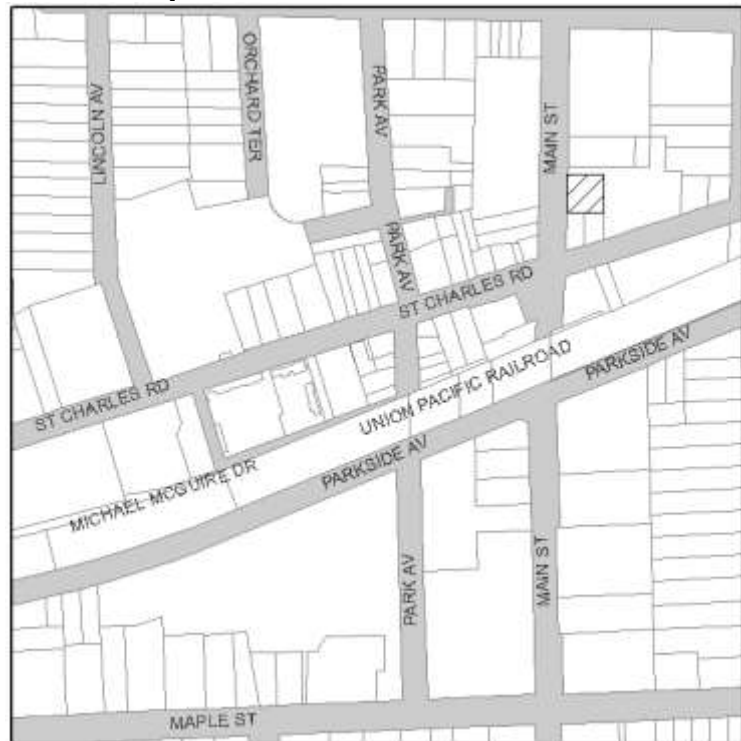 LINCOLN AV
ORCHARD TER
PARK AV
MAIN ST
PARK AV
ST CHARLES RD
UNION PACIFIC RAILROAD
PARKSIDE AV
ST CHARLES RD
PARKSIDE AV
MICHAEL MCGUIRE DR
PARK AV
MAIN ST
MAPLE ST